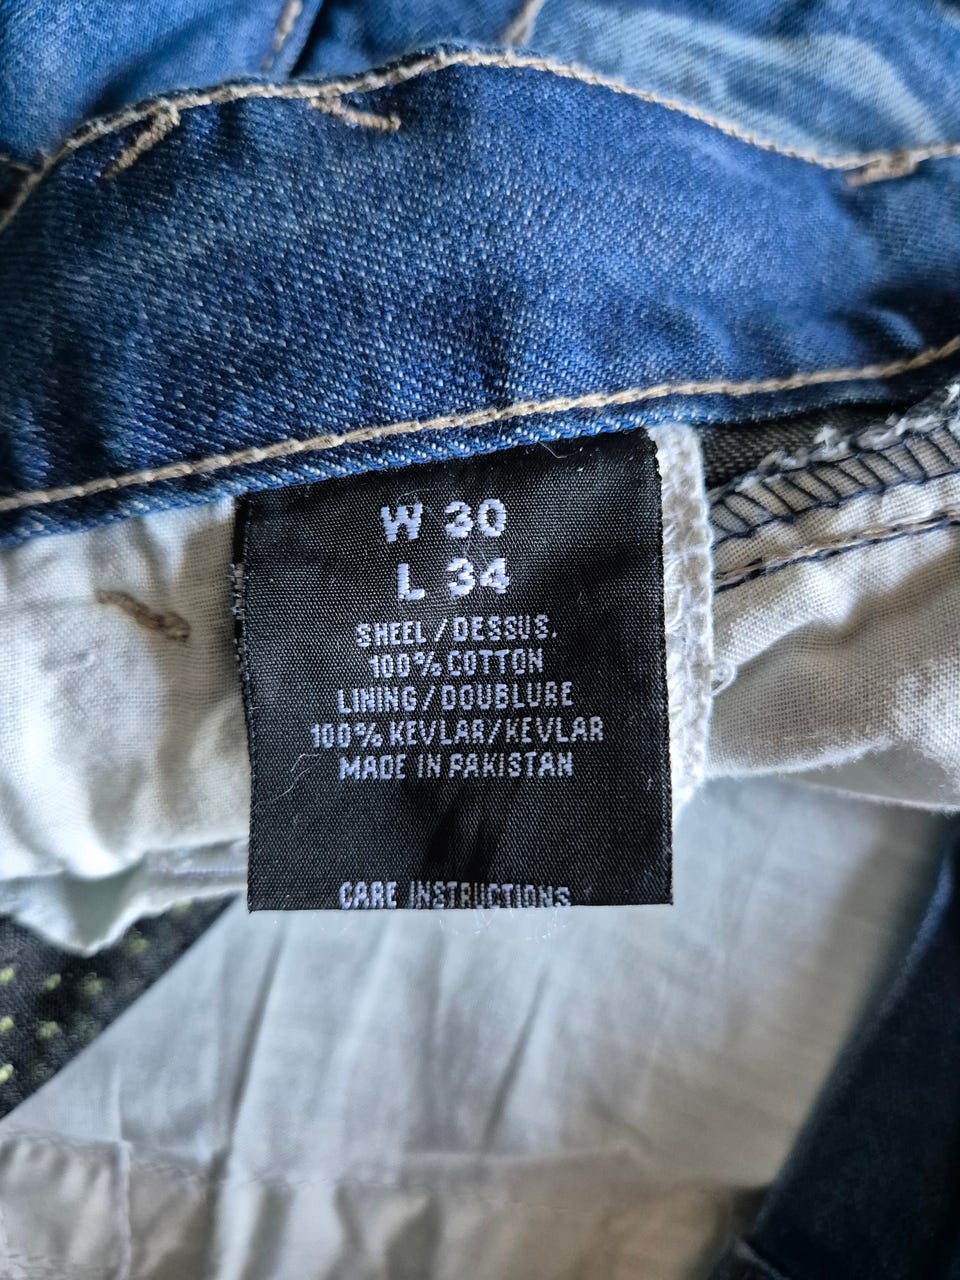 W 30
L 34
SHEEL/DESSUS.
100% COTTON
LINING/DOUBLURE
100% KEVLAR/KEVLAR
MADE IN PAKISTAN
CARE INSTRUCTIONS